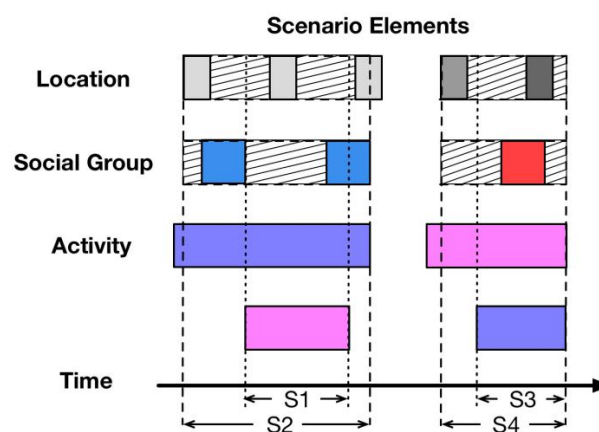 Scenario Elements
Location
Social Group
Activity
Time
S1 S3
S2 S4